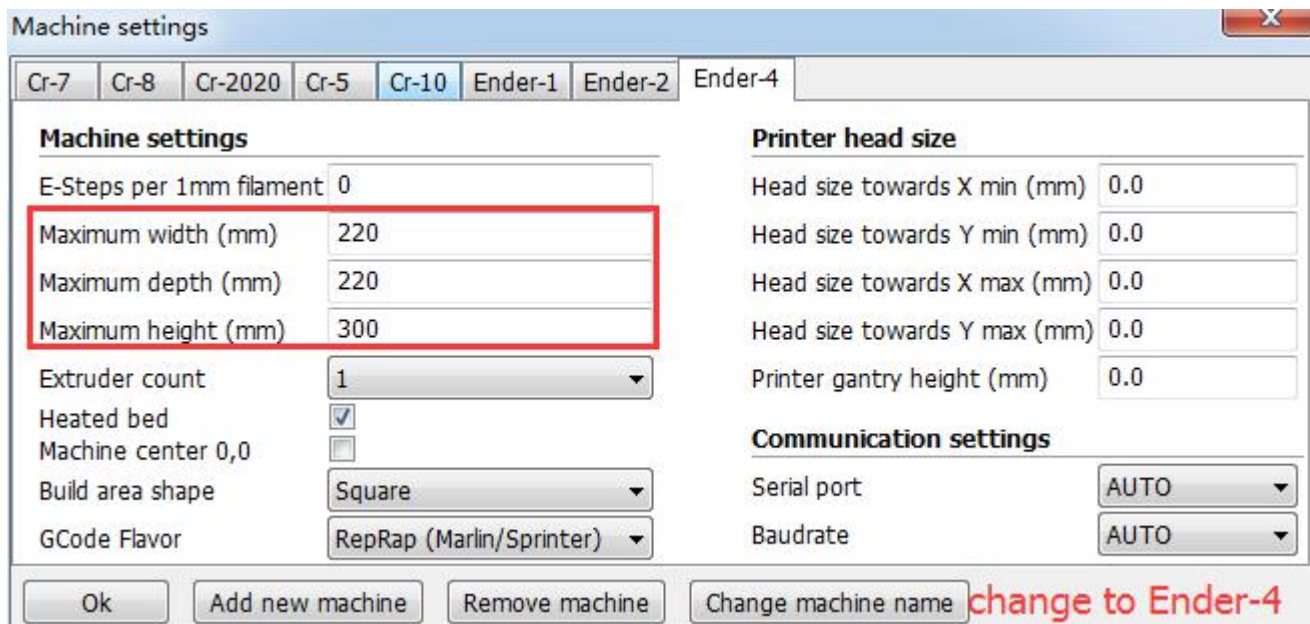 Machine settings
X
Cr-7 Cr-8 Cr-2020 Cr-5 Cr-10 Ender-1 Ender-2 Ender-4
Machine settings
E-Steps per 1mm filament 0
Maximum width (mm) 220
Maximum depth (mm) 220
Maximum height (mm) 300
Extruder count 1
Heated bed
Machine center 0,0
Build area shape Square
GCode Flavor RepRap (Marlin/Sprinter)
Printer head size
Head size towards X min (mm) 0.0
Head size towards Y min (mm) 0.0
Head size towards X max (mm) 0.0
Head size towards Y max (mm) 0.0
Printer gantry height (mm) 0.0
Communication settings
Serial port AUTO
Baudrate AUTO
Ok Add new machine Remove machine Change machine name change to Ender-4